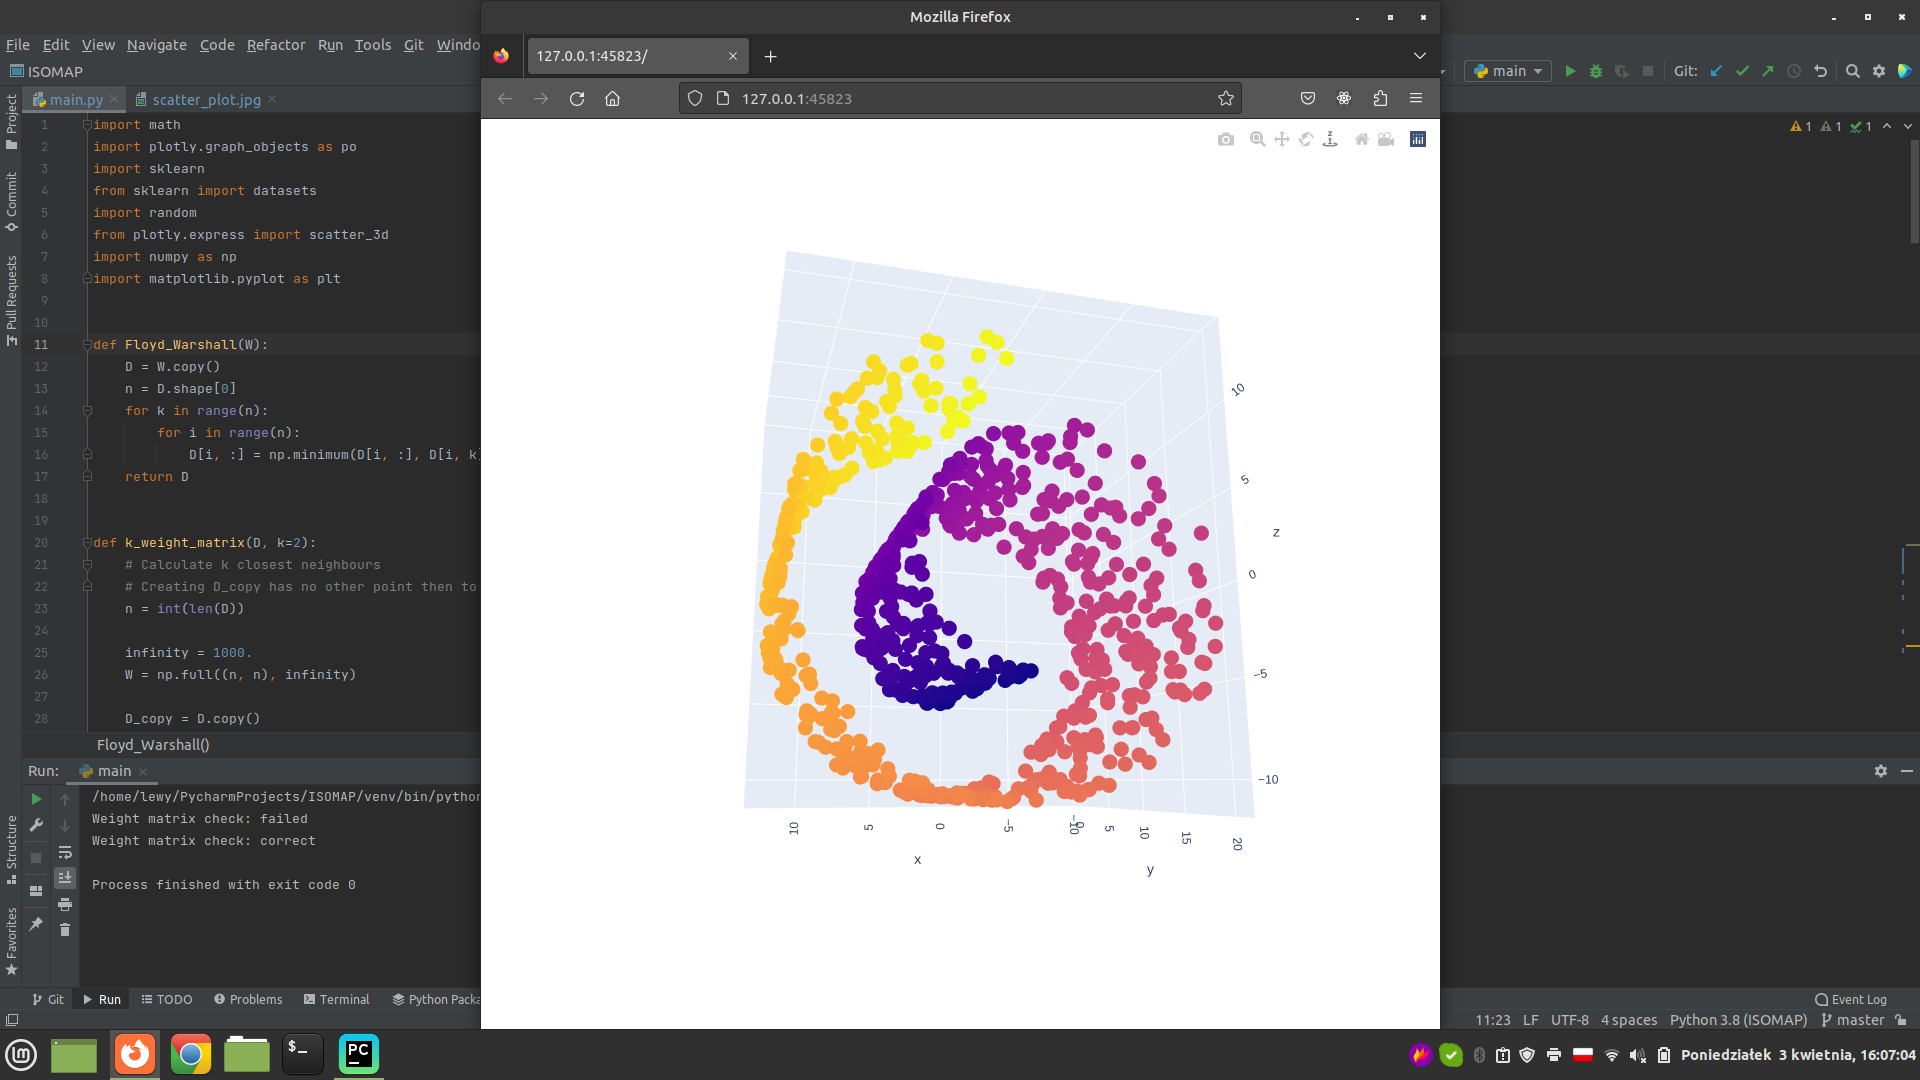 Mozilla Firefox
File Edit View Navigate Code Refactor Run Tools Git Windo
127.0.0.1:45823/
ISOMAP
main
Git:
main.py
scatter_plot.jpg
127.0.0.1:45823
1 import math
2 import plotly.graph_objects as po
3 import sklearn
4 from sklearn import datasets
5 import random
6 from plotly.express import scatter_3d
7 import numpy as np
8 import matplotlib.pyplot as plt
9
10
11 def Floyd_Warshall(W):
12 D = W.copy()
13 n = D.shape[0]
14 for k in range(n):
15 for i in range(n):
16 D[i, :] = np.minimum(D[i, :], D[i, k]
17 return D
18
19
20 def k_weight_matrix(D, k=2):
21 # Calculate k closest neighbours
22 # Creating D_copy has no other point then to
23 n = int(len(D))
24
25 infinity = 1000.
26 W = np.full((n, n), infinity)
27
28 D_copy = D.copy()
Floyd_Warshall()
Project
Commit
Pull Requests
Structure
Favorites
1 1 1
z
10
5
0
−5
−10
z
10
5
0
−5
−10
x
0
5
10
15
20
y
Run: main
/home/lewy/PycharmProjects/ISOMAP/venv/bin/python
Weight matrix check: failed
Weight matrix check: correct
Process finished with exit code 0
Git Run TODO Problems Terminal Python Packa
Event Log
11:23 LF UTF-8 4 spaces Python 3.8 (ISOMAP) master
lm
$_
PC
Poniedziałek 3 kwietnia, 16:07:04